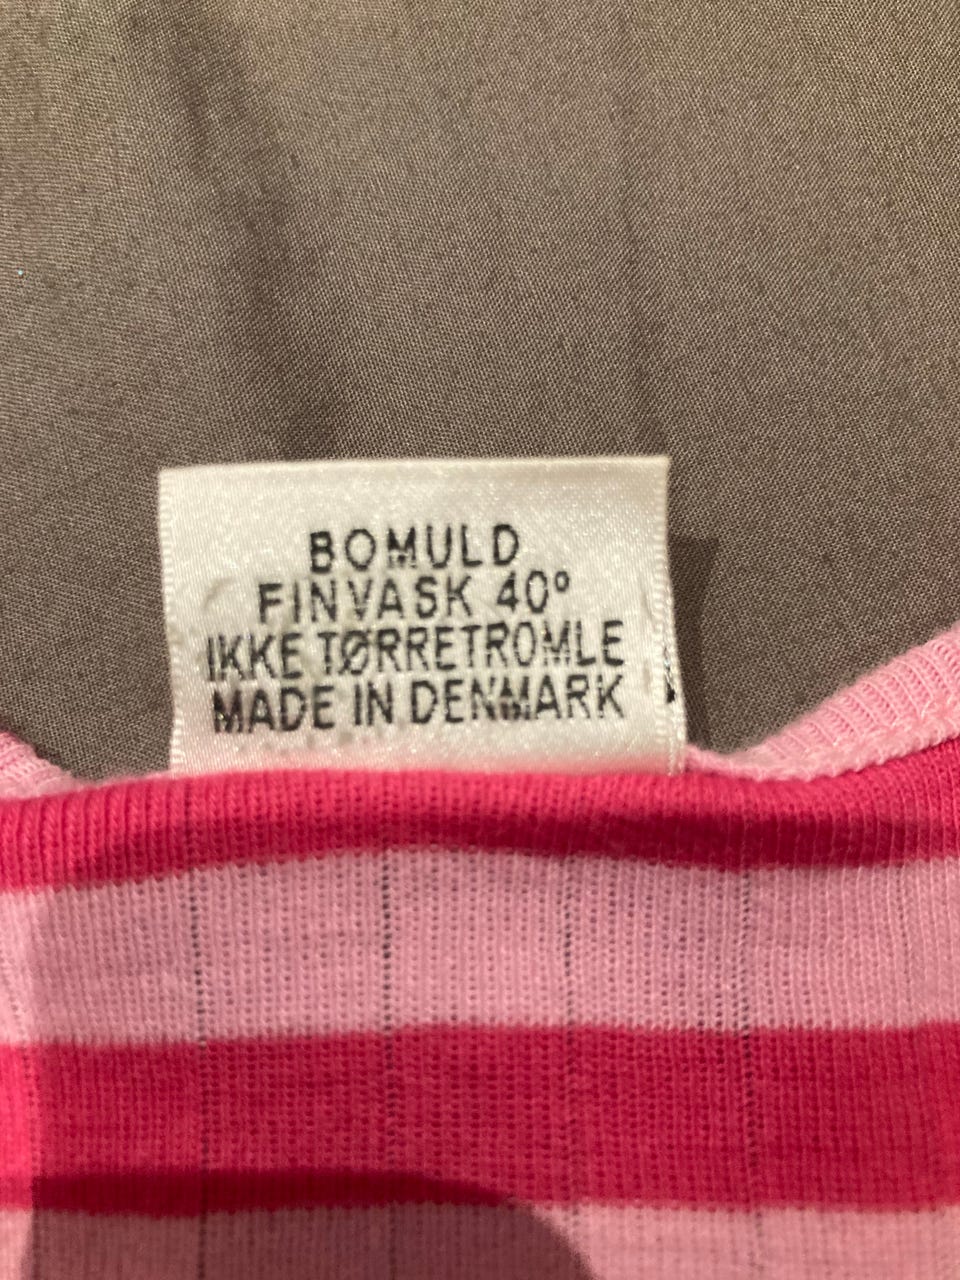 BOMULD
FINVASK 40°
IKKE TØRRETROMLE
MADE IN DENMARK